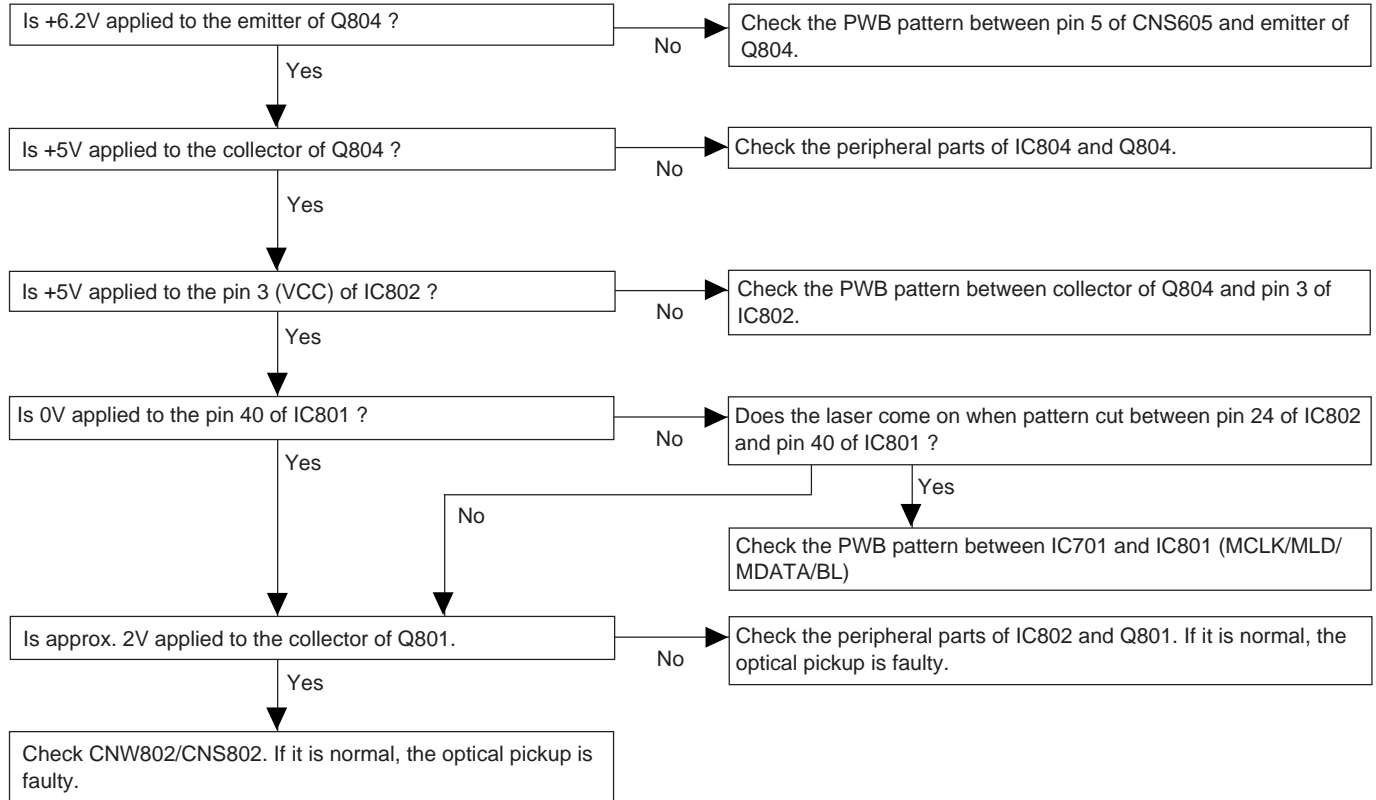 Is +6.2V applied to the emitter of Q804 ?
No
Check the PWB pattern between pin 5 of CNS605 and emitter of
Q804.
Yes
Is +5V applied to the collector of Q804 ?
No
Check the peripheral parts of IC804 and Q804.
Yes
Is +5V applied to the pin 3 (VCC) of IC802 ?
No
Check the PWB pattern between collector of Q804 and pin 3 of
IC802.
Yes
Is 0V applied to the pin 40 of IC801 ?
No
Does the laser come on when pattern cut between pin 24 of IC802
and pin 40 of IC801 ?
Yes
Yes
No
Check the PWB pattern between IC701 and IC801 (MCLK/MLD/
MDATA/BL)
Is approx. 2V applied to the collector of Q801.
No
Check the peripheral parts of IC802 and Q801. If it is normal, the
optical pickup is faulty.
Yes
Check CNW802/CNS802. If it is normal, the optical pickup is
faulty.